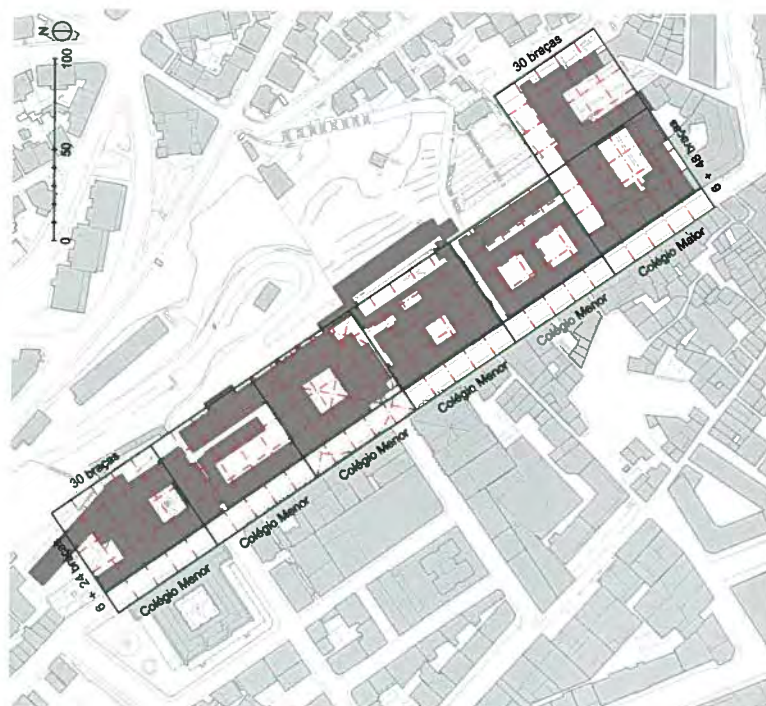 N
100
50
0
30 braças
6 + 48 braças
Colégio Maior
Colégio Menor
Colégio Menor
Colégio Menor
Colégio Menor
Colégio Menor
30 braças
6 + 24 braças